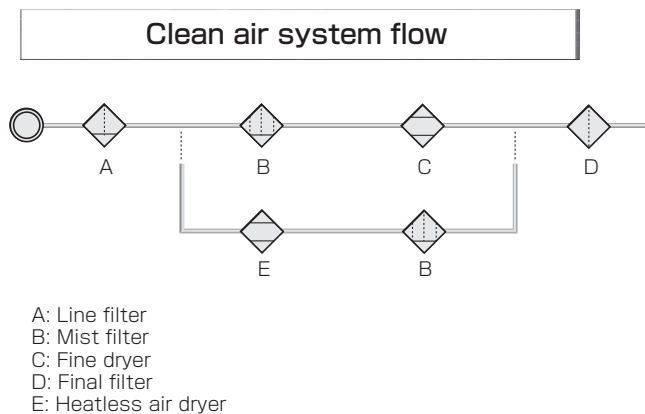 Clean air system flow
A B C D
E B
A: Line filter
B: Mist filter
C: Fine dryer
D: Final filter
E: Heatless air dryer